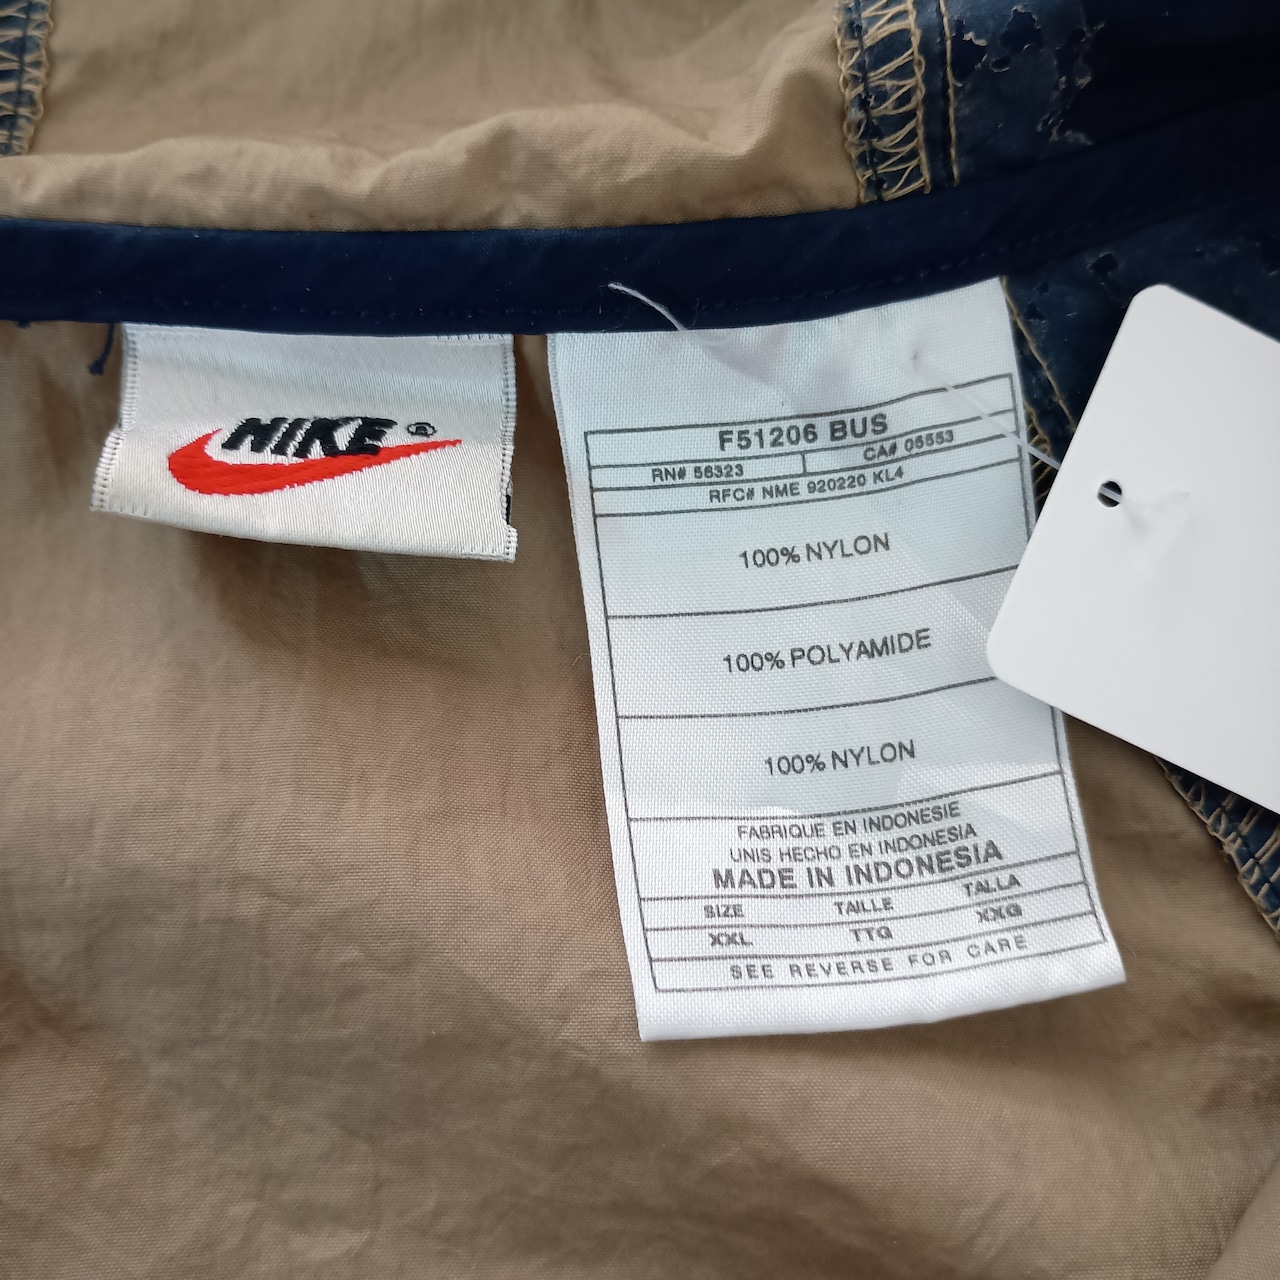 NIKE®
F51206 BUS
RN# 56323 CA# 05553
RFC# NME 920220 KL4
100% NYLON
100% POLYAMIDE
100% NYLON
FABRIQUE EN INDONESIE
UNIS HECHO EN INDONESIA
MADE IN INDONESIA
SIZE TAILLE TALLA
XXL TTG XXG
SEE REVERSE FOR CARE